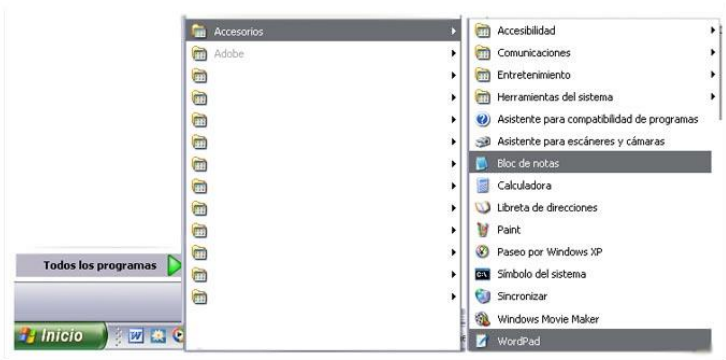 Accesorios
Adobe
Accesibilidad
Comunicaciones
Entretenimiento
Herramientas del sistema
Asistente para compatibilidad de programas
Asistente para escáneres y cámaras
Bloc de notas
Calculadora
Libreta de direcciones
Paint
Paseo por Windows XP
Símbolo del sistema
Sincronizar
Windows Movie Maker
WordPad
Todos los programas
Inicio